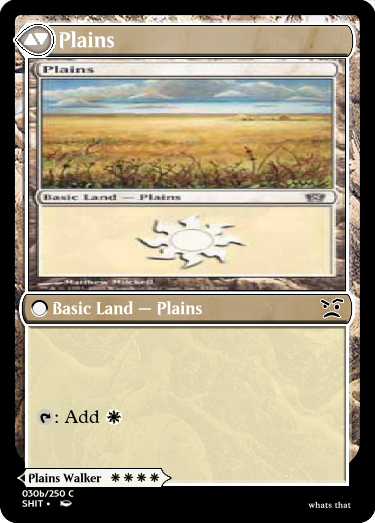 Plains
Plains
Basic Land — Plains
Matthew Mitchell
Basic Land — Plains
: Add
Plains Walker
030b/250 C
SHIT •
whats that